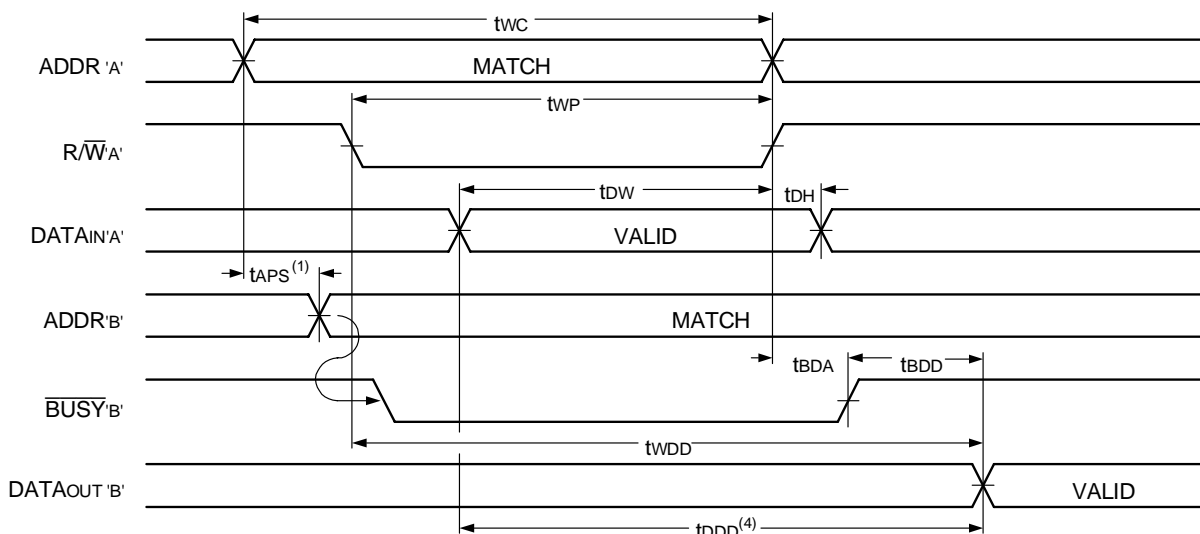 tWC
ADDR 'A'
MATCH
tWP
R/W̅'A'
tDW
tDH
DATAIN'A'
VALID
tAPS(1)
ADDR'B'
MATCH
tBDA
tBDD
B̅U̅S̅Y̅'B'
tWDD
DATAOUT 'B'
VALID
tDDD(4)